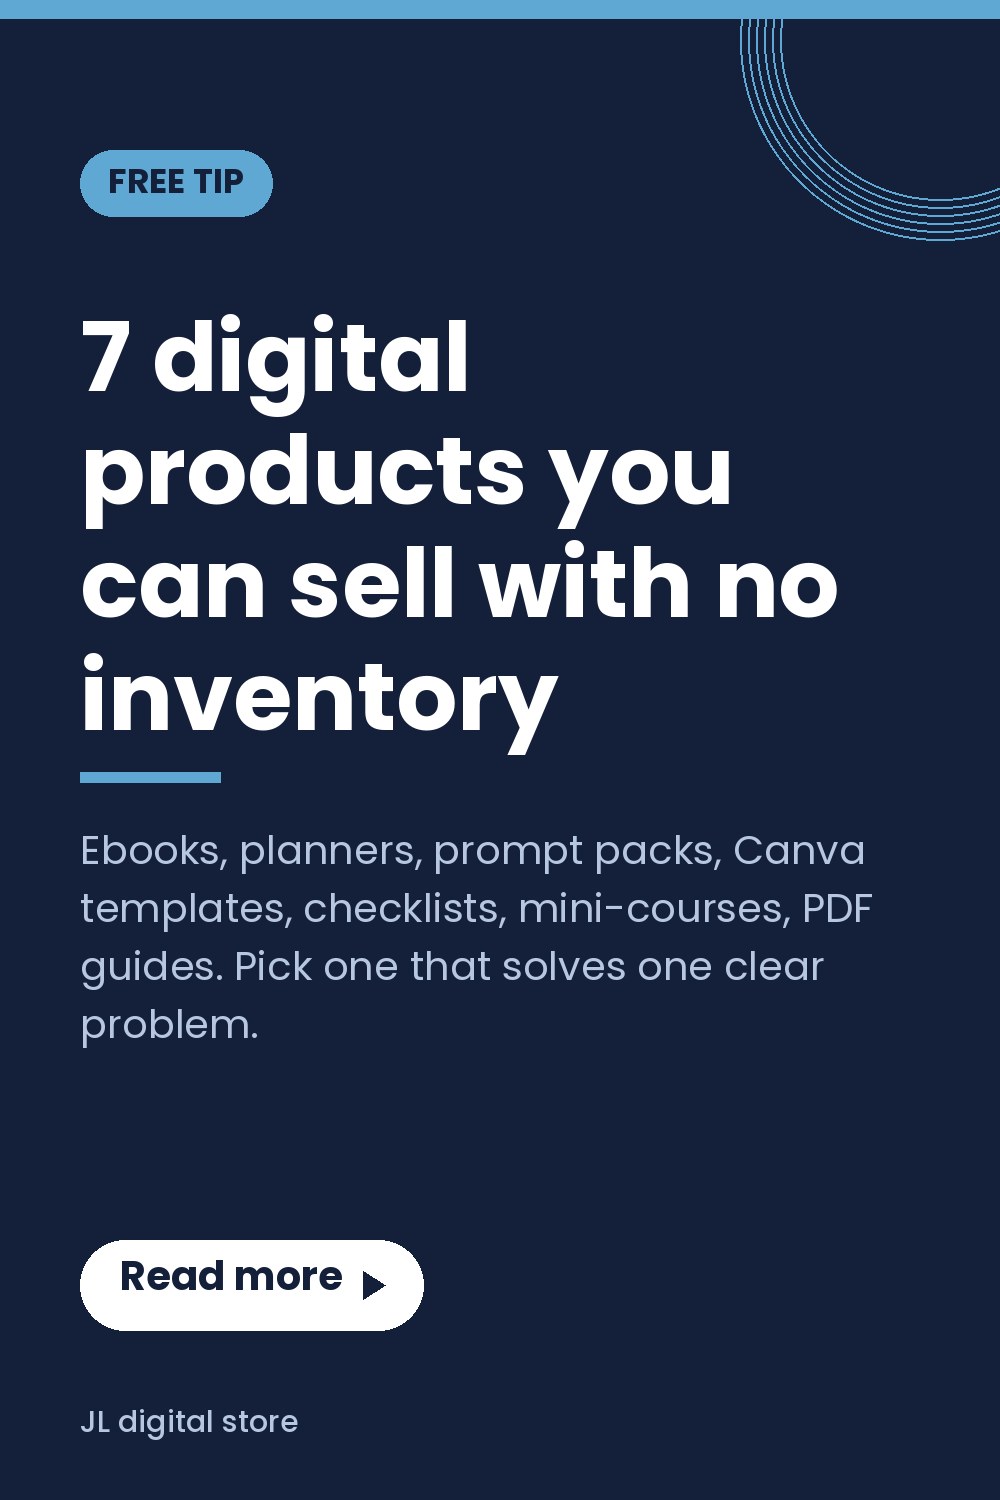 FREE TIP
7 digital
products you
can sell with no
inventory
Ebooks, planners, prompt packs, Canva
templates, checklists, mini-courses, PDF
guides. Pick one that solves one clear
problem.
Read more
JL digital store